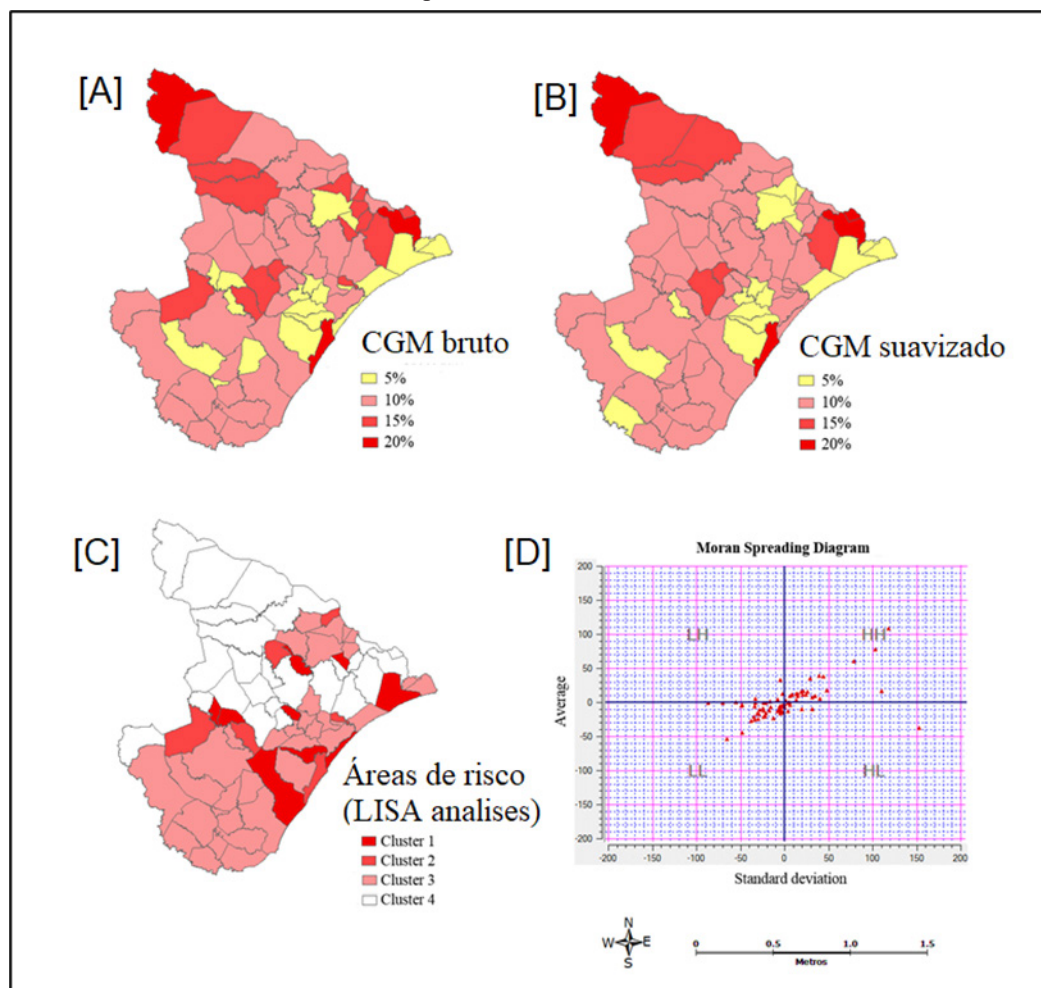 [A]
CGM bruto
5%
10%
15%
20%
[B]
CGM suavizado
5%
10%
15%
20%
[C]
Áreas de risco
(LISA analises)
Cluster 1
Cluster 2
Cluster 3
Cluster 4
[D]
Moran Spreading Diagram
200
150
100
50
0
-50
-100
-150
-200
Average
LH
HH
LL
HL
-200 -150 -100 -50 0 50 100 150 200
Standard deviation
N
W E
S
0 0.5 1.0 1.5
Metros